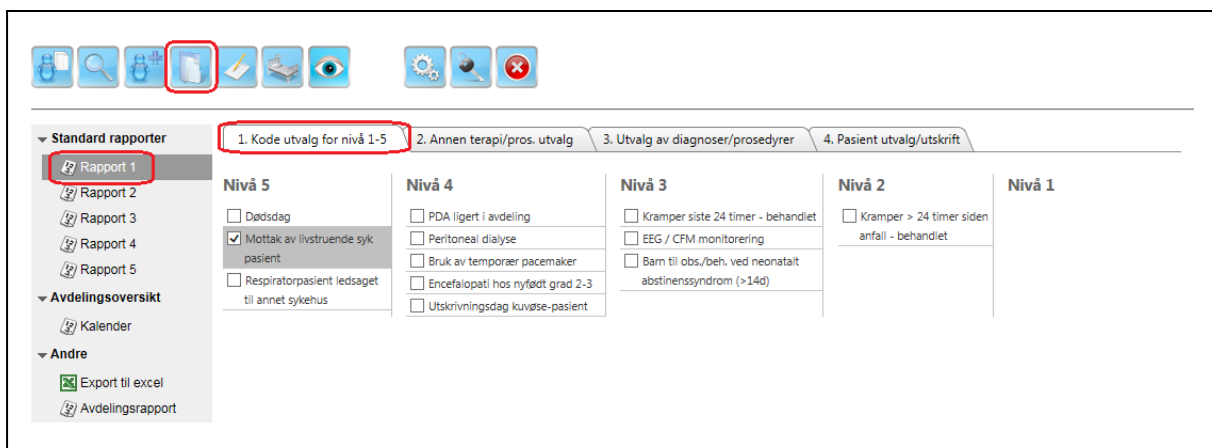 Standard rapporter
Rapport 1
Rapport 2
Rapport 3
Rapport 4
Rapport 5
Avdelingsoversikt
Kalender
Andre
Export til excel
Avdelingsrapport
1. Kode utvalg for nivå 1-5
2. Annen terapi/pros. utvalg
3. Utvalg av diagnoser/prosedyrer
4. Pasient utvalg/utskrift
Nivå 5
Dødsdag
Mottak av livstruende syk
pasient
Respiratorpasient ledsaget
til annet sykehus
Nivå 4
PDA ligert i avdeling
Peritoneal dialyse
Bruk av temporær pacemaker
Encefalopati hos nyfødt grad 2-3
Utskrivningsdag kuvøse-pasient
Nivå 3
Kramper siste 24 timer - behandlet
EEG / CFM monitorering
Barn til obs./beh. ved neonatalt
abstinenssyndrom (>14d)
Nivå 2
Kramper > 24 timer siden
anfall - behandlet
Nivå 1